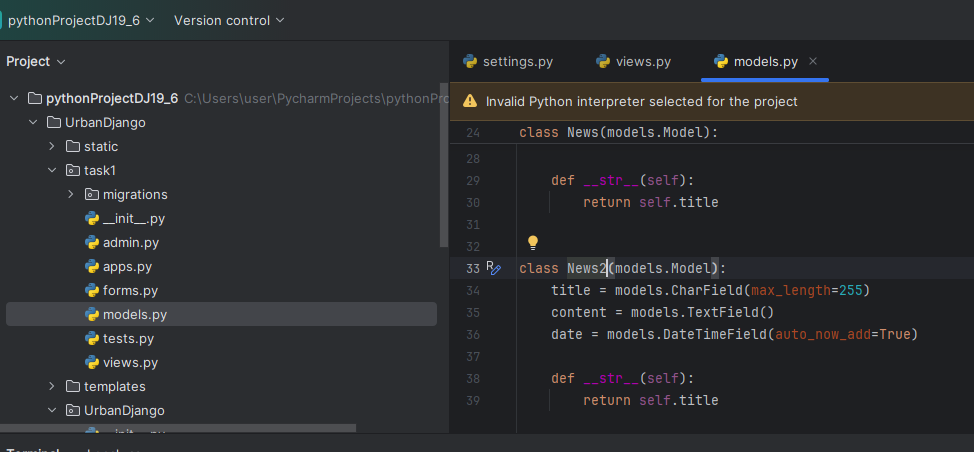 pythonProjectDJ19_6 Version control
Project
settings.py views.py models.py
pythonProjectDJ19_6 C:\Users\user\PycharmProjects\pythonPro
UrbanDjango
static
task1
migrations
__init__.py
admin.py
apps.py
forms.py
models.py
tests.py
views.py
templates
UrbanDjango
Invalid Python interpreter selected for the project
24 class News(models.Model):
28
29 def __str__(self):
30 return self.title
31
32
33 class News2(models.Model):
34 title = models.CharField(max_length=255)
35 content = models.TextField()
36 date = models.DateTimeField(auto_now_add=True)
37
38 def __str__(self):
39 return self.title